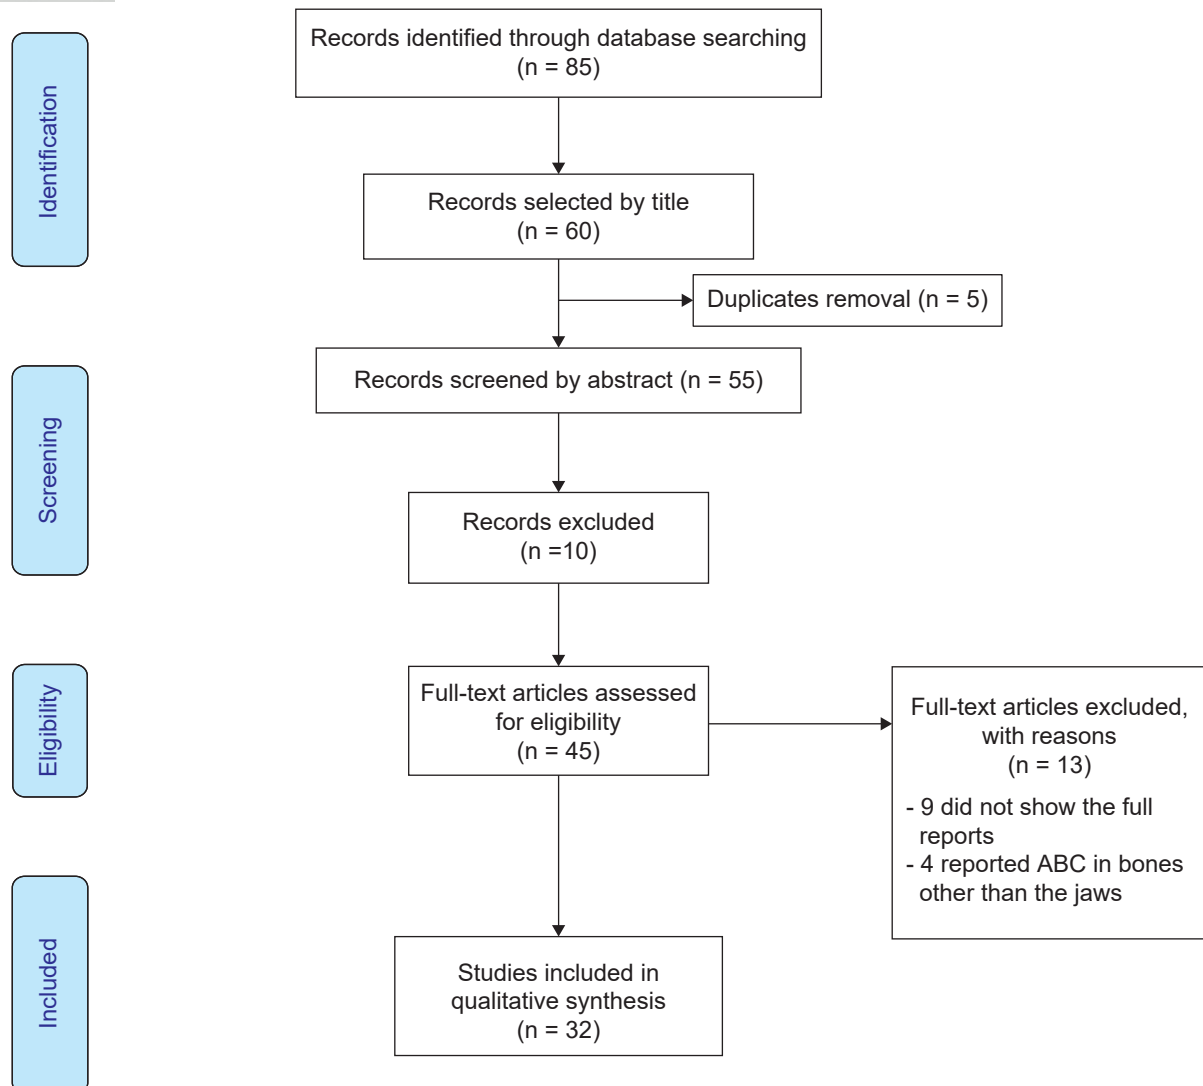 Identification
Records identified through database searching
(n = 85)
Records selected by title
(n = 60)
Duplicates removal (n = 5)
Screening
Records screened by abstract (n = 55)
Records excluded
(n =10)
Eligibility
Full-text articles assessed
for eligibility
(n = 45)
Full-text articles excluded,
with reasons
(n = 13)
- 9 did not show the full
reports
- 4 reported ABC in bones
other than the jaws
Included
Studies included in
qualitative synthesis
(n = 32)